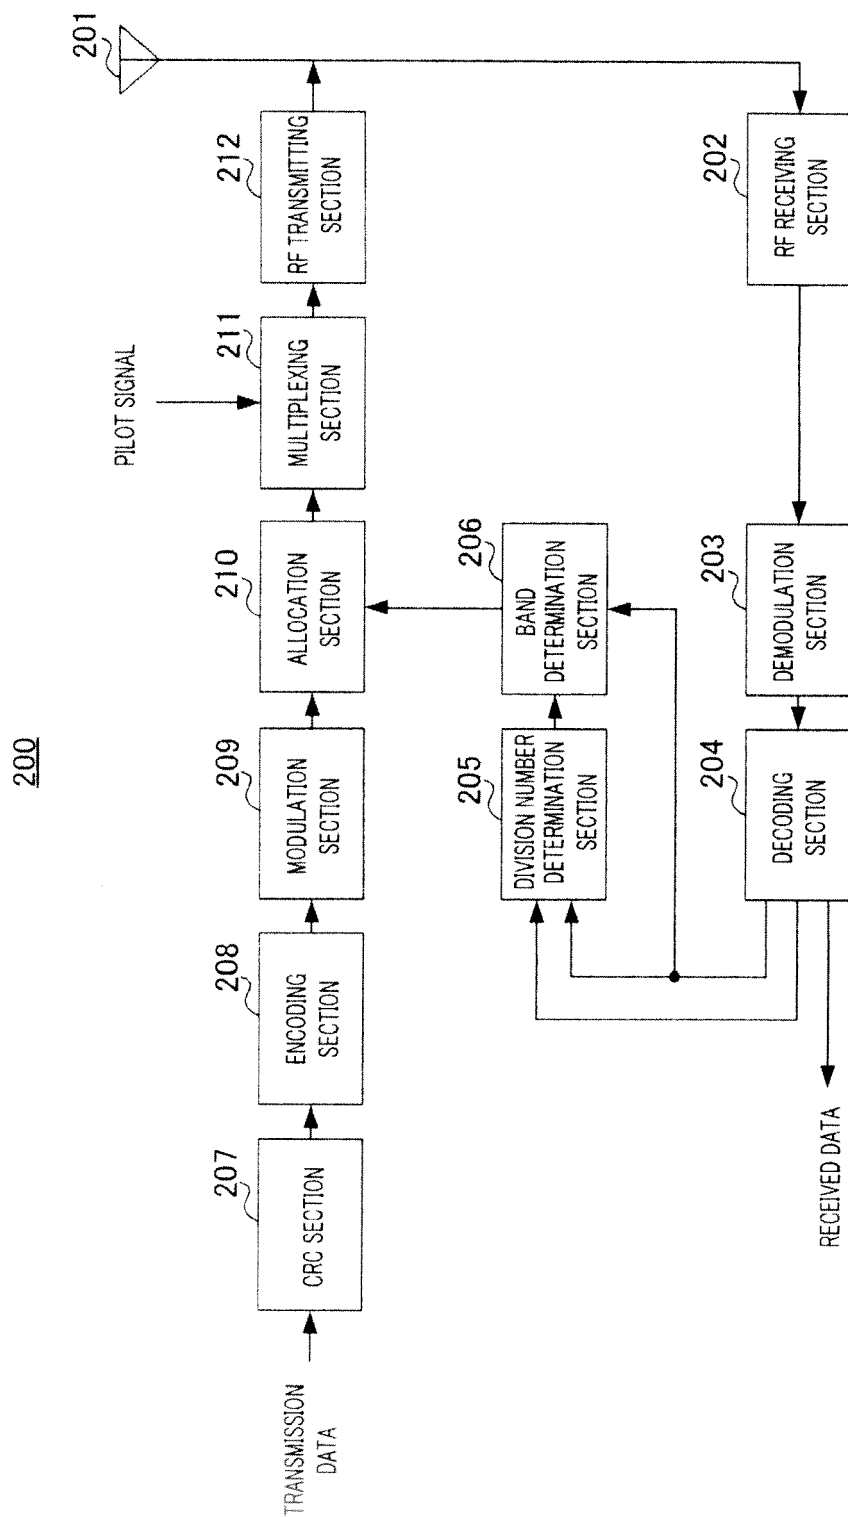 200
TRANSMISSION
DATA
207
CRC SECTION
208
ENCODING
SECTION
209
MODULATION
SECTION
210
ALLOCATION
SECTION
PILOT SIGNAL
211
MULTIPLEXING
SECTION
212
RF TRANSMITTING
SECTION
201
205
DIVISION NUMBER
DETERMINATION
SECTION
206
BAND
DETERMINATION
SECTION
RECEIVED DATA
204
DECODING
SECTION
203
DEMODULATION
SECTION
202
RF RECEIVING
SECTION